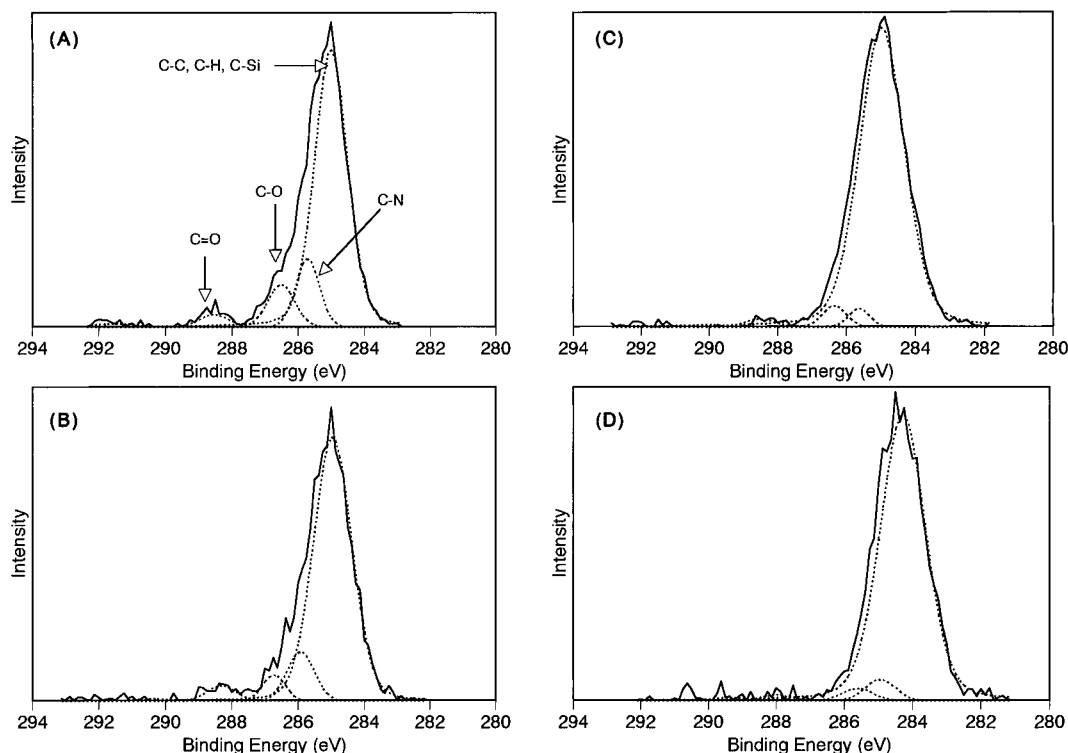 (A)
C-C, C-H, C-Si
C-O
C-N
C=O
Intensity
294 292 290 288 286 284 282 280
Binding Energy (eV)
(C)
Intensity
294 292 290 288 286 284 282 280
Binding Energy (eV)
(B)
Intensity
294 292 290 288 286 284 282 280
Binding Energy (eV)
(D)
Intensity
294 292 290 288 286 284 282 280
Binding Energy (eV)